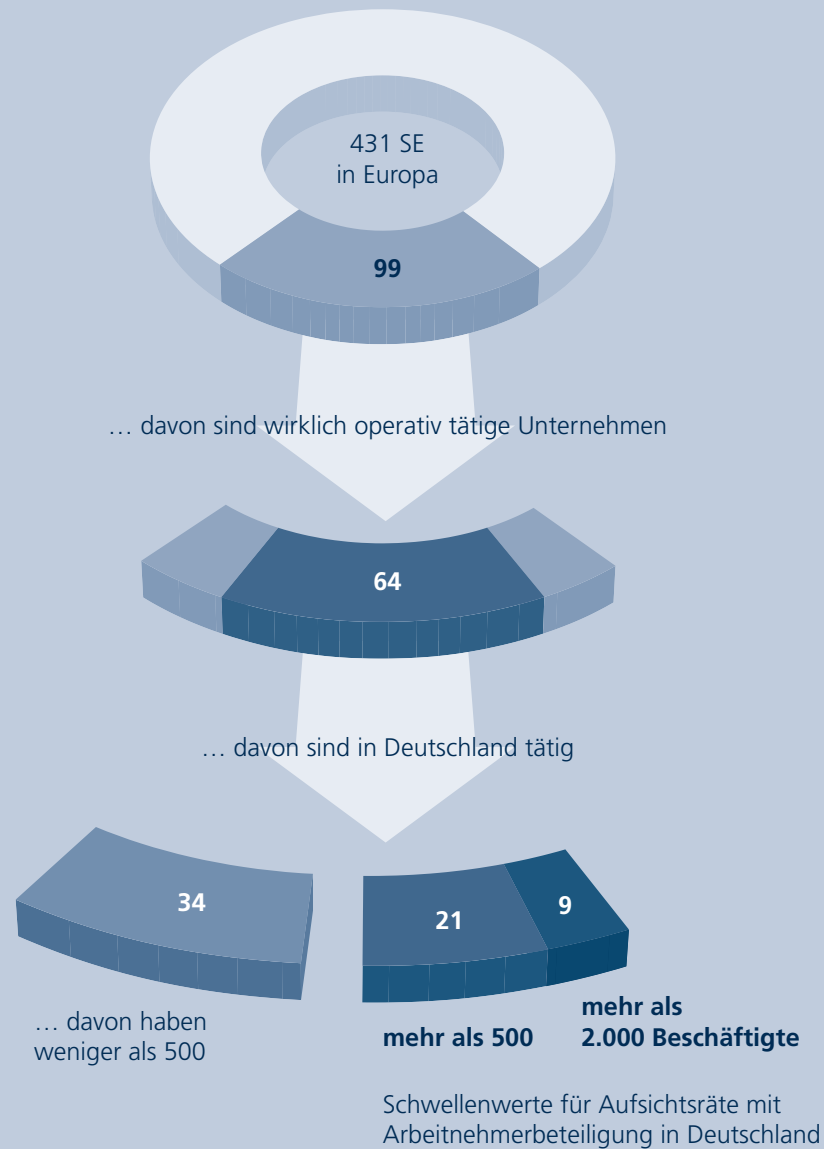 431 SE
in Europa
99
… davon sind wirklich operativ tätige Unternehmen
64
… davon sind in Deutschland tätig
34
21
9
… davon haben
weniger als 500
mehr als 500
mehr als
2.000 Beschäftigte
Schwellenwerte für Aufsichtsräte mit
Arbeitnehmerbeteiligung in Deutschland